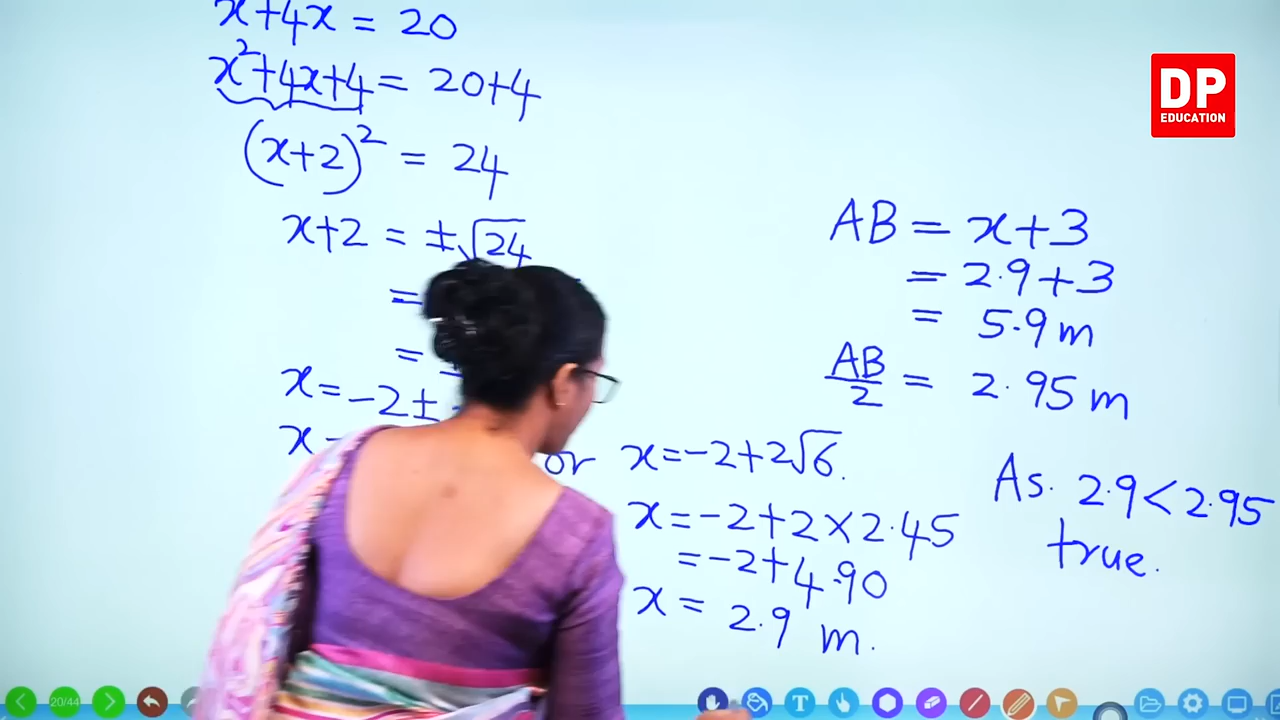 x+4x = 20
x²+4x+4 = 20+4
(x+2)² = 24
x+2 = ±√24
=
=
x=-2±
x-
or x=-2+2√6.
x=-2+2×2.45
=-2+4.90
x = 2.9 m.
AB = x+3
= 2.9+3
= 5.9 m
AB/2 = 2.95 m
As. 2.9<2.95
true.
DP
EDUCATION
20/44
T